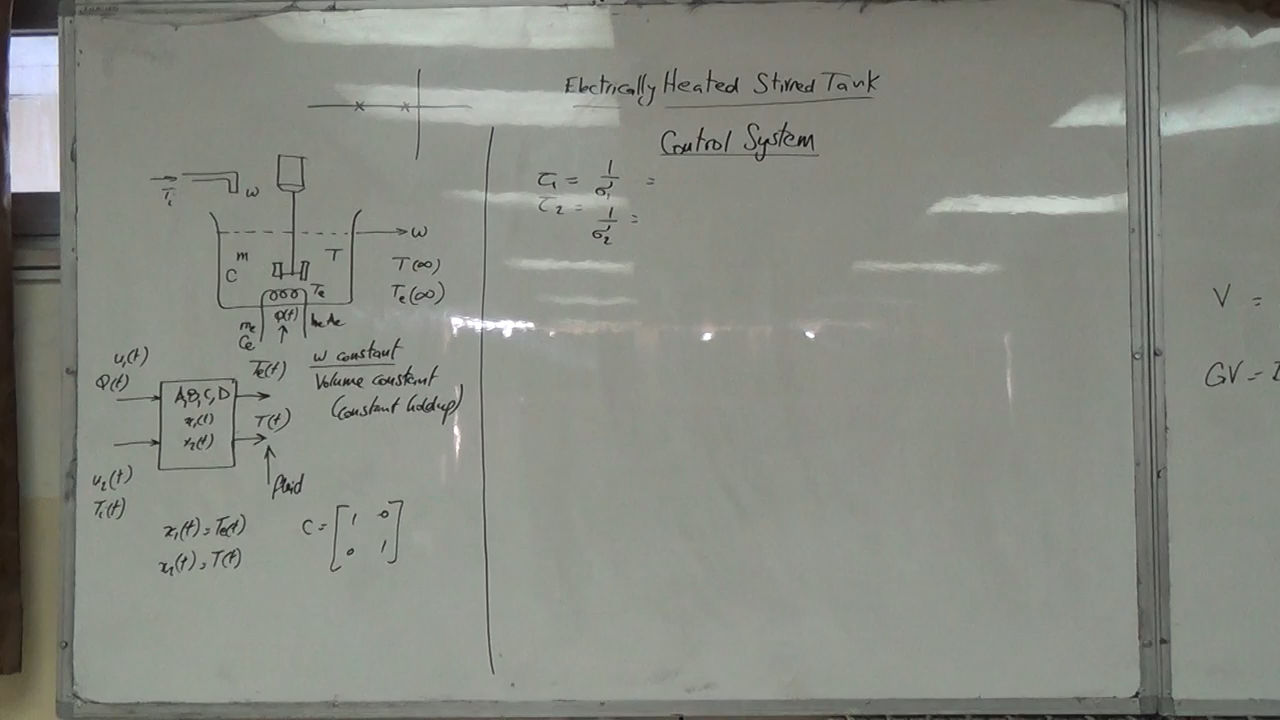 Electrically Heated Stirred Tank
Control System
τ₁ = 1/σ₁ =
τ₂ = 1/σ₂ =
Tᵢ
w
w
m
C
T
Tₑ
T(∞)
Tₑ(∞)
Q(t)
mₑ
Cₑ
hₑAₑ
w constant
Volume constant
(constant holdup)
u₁(t)
Q(t)
A,B,C,D
x₁(t)
x₂(t)
Tₑ(t)
T(t)
fluid
u₂(t)
Tᵢ(t)
x₁(t) = Tₑ(t)
x₂(t) = T(t)
C = [1 0
0 1]
V =
GV =